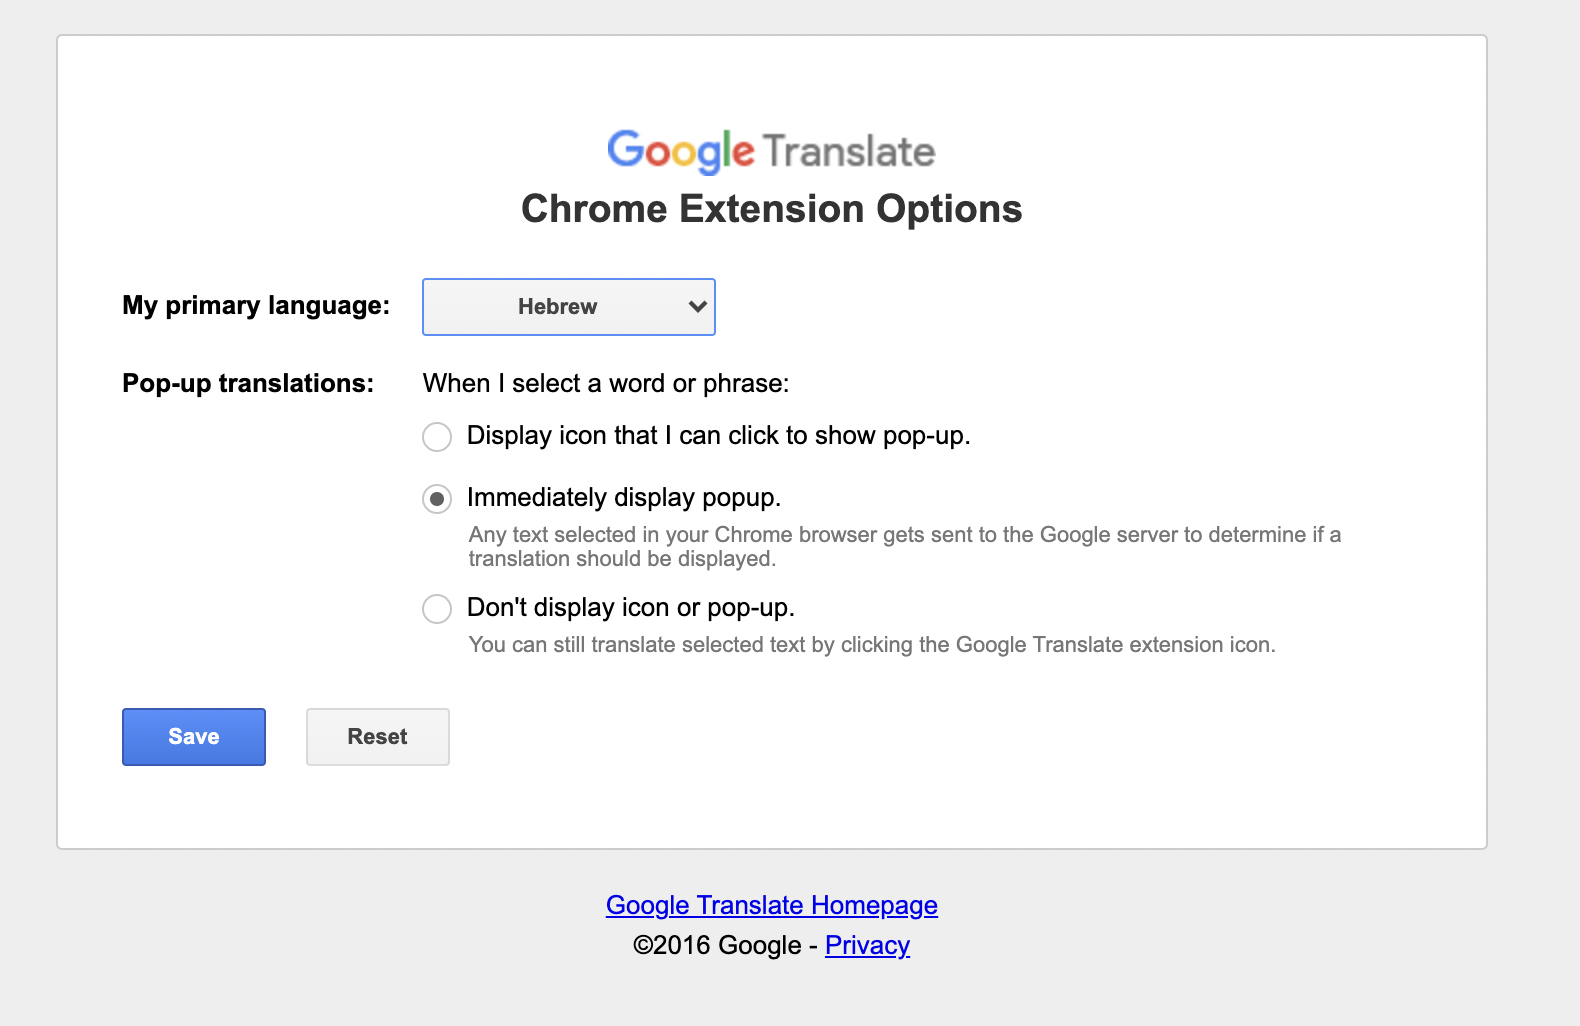 Google Translate
Chrome Extension Options
My primary language: Hebrew
Pop-up translations: When I select a word or phrase:
Display icon that I can click to show pop-up.
Immediately display popup.
Any text selected in your Chrome browser gets sent to the Google server to determine if a
translation should be displayed.
Don't display icon or pop-up.
You can still translate selected text by clicking the Google Translate extension icon.
Save Reset
Google Translate Homepage
©2016 Google - Privacy